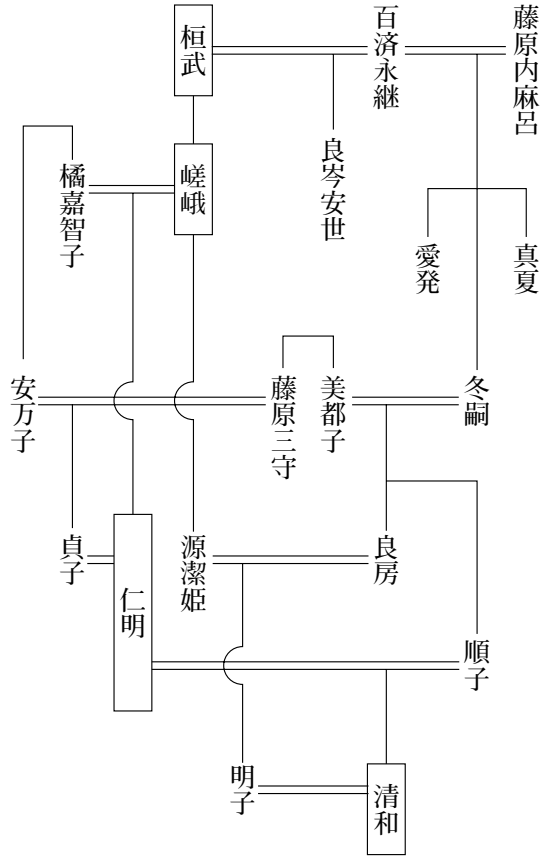 藤原内麻呂
百済永継
桓武
真夏
愛発
良岑安世
嵯峨
橘嘉智子
冬嗣
美都子
藤原三守
安万子
順子
良房
源潔姫
仁明
貞子
清和
明子